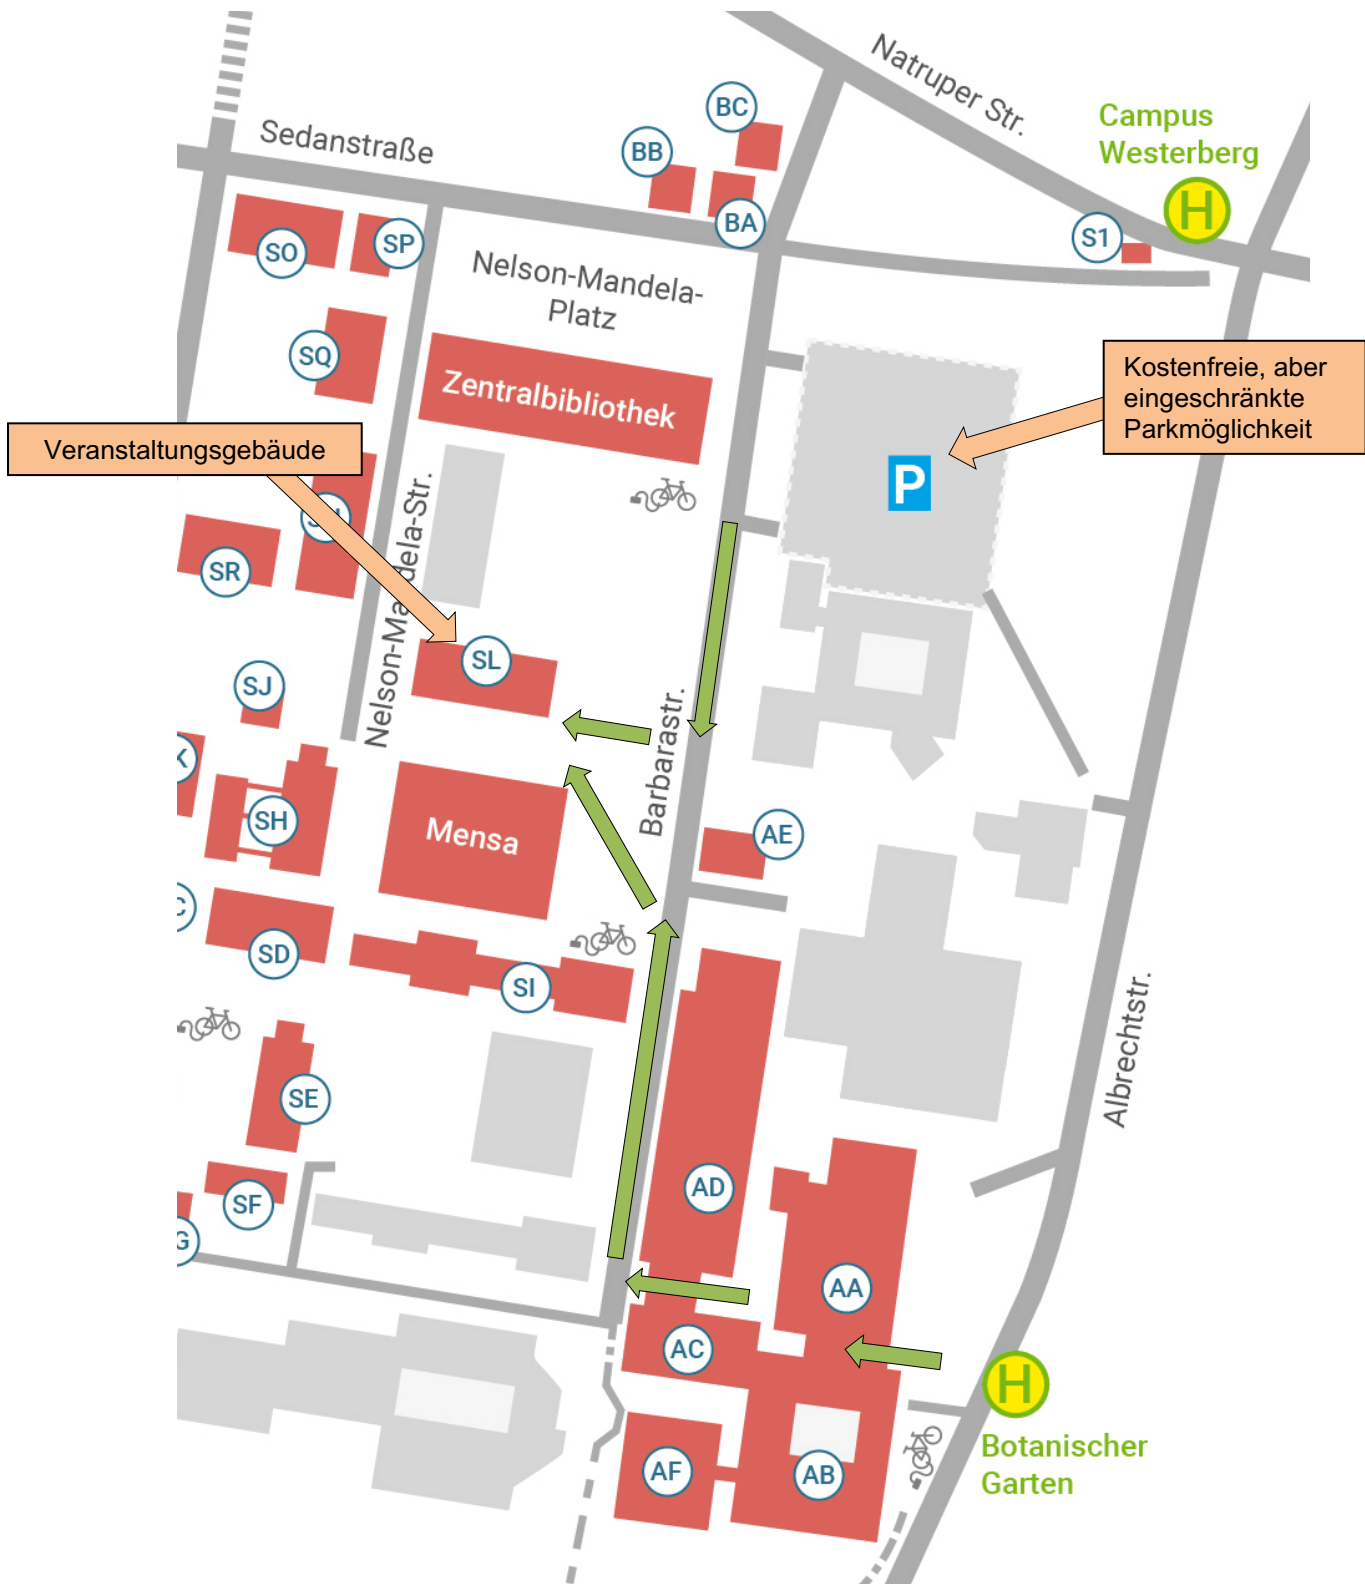 Natruper Str.
BC
Campus
Westerberg
H
Sedanstraße
BB
BA
S1
SO
SP
Nelson-Mandela-
Platz
SQ
Zentralbibliothek
Kostenfreie, aber
eingeschränkte
Parkmöglichkeit
Veranstaltungsgebäude
P
SR
Nelson-Mandela-Str.
SL
SJ
Barbarastr.
K
SH
Mensa
AE
C
SD
SI
Albrechtstr.
SE
AD
SF
G
AA
AC
H
Botanischer
Garten
AF
AB